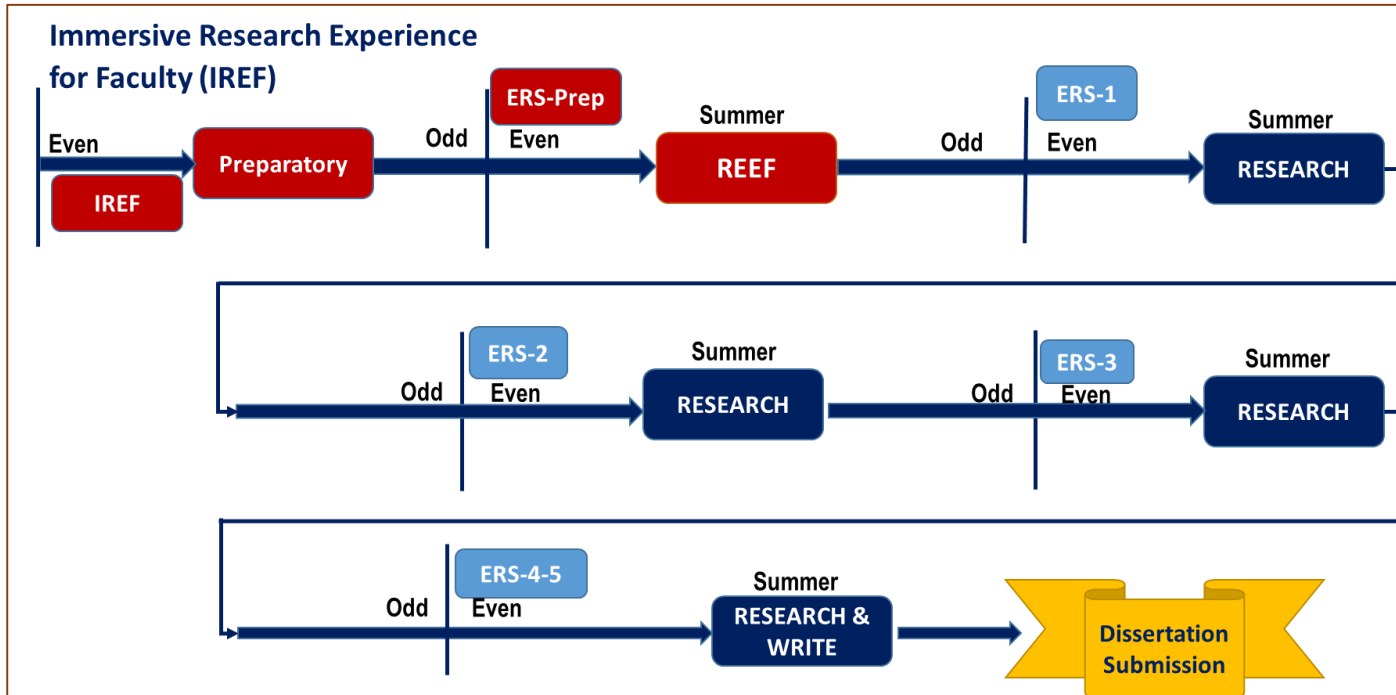 Immersive Research Experience
for Faculty (IREF)
Even
IREF
Preparatory
Odd
ERS-Prep
Even
Summer
REEF
Odd
ERS-1
Even
Summer
RESEARCH
Odd
ERS-2
Even
Summer
RESEARCH
Odd
ERS-3
Even
Summer
RESEARCH
Odd
ERS-4-5
Even
Summer
RESEARCH &
WRITE
Dissertation
Submission